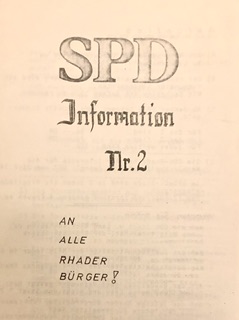 SPD
Information
Nr.2
AN
ALLE
RHADER
BÜRGER!